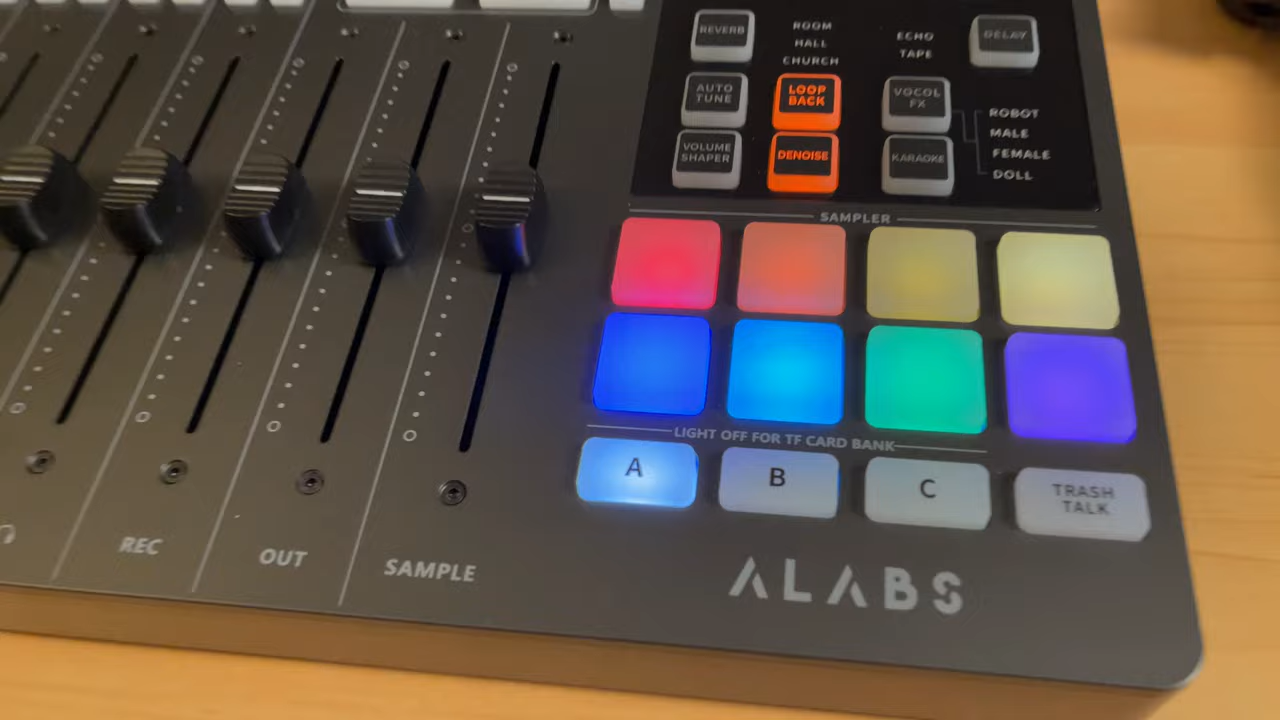 REVERB
ROOM
HALL
CHURCH
ECHO
TAPE
DELAY
AUTO
TUNE
LOOP
BACK
VOCOL
FX
ROBOT
MALE
FEMALE
DOLL
VOLUME
SHAPER
DENOISE
KARAOKE
SAMPLER
LIGHT OFF FOR TF CARD BANK
A
B
C
TRASH
TALK
REC
OUT
SAMPLE
ALABS